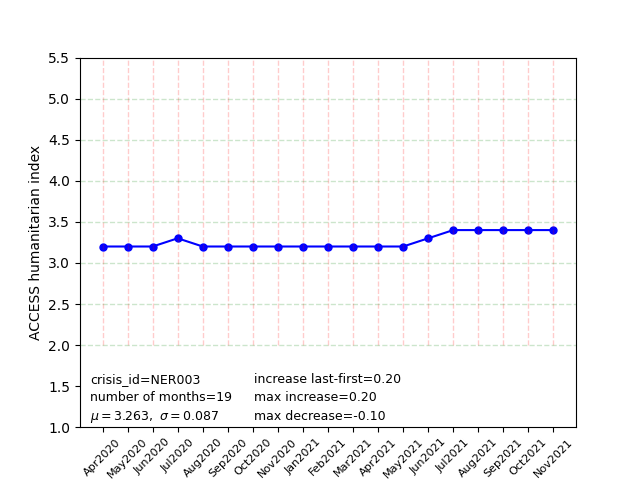 5.5
5.0
4.5
4.0
3.5
3.0
2.5
2.0
1.5
1.0
ACCESS humanitarian index
crisis_id=NER003 increase last-first=0.20
number of months=19 max increase=0.20
μ = 3.263, σ = 0.087 max decrease=-0.10
Apr2020 May2020 Jun2020 Jul2020 Aug2020 Sep2020 Oct2020 Nov2020 Jan2021 Feb2021 Mar2021 Apr2021 May2021 Jun2021 Jul2021 Aug2021 Sep2021 Oct2021 Nov2021